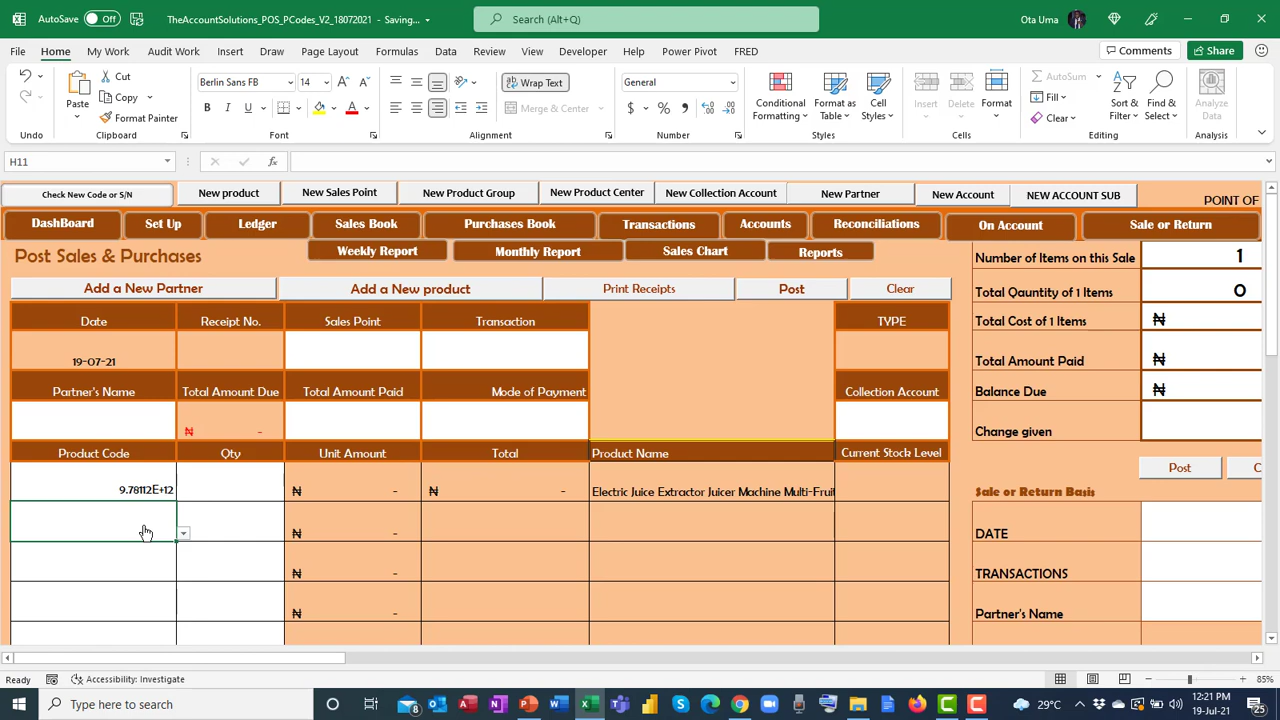 AutoSave Off TheAccountSolutions_POS_PCodes_V2_18072021 - Saving... Search (Alt+Q) Ota Uma
File Home My Work Audit Work Insert Draw Page Layout Formulas Data Review View Developer Help Power Pivot FRED Comments Share
Cut Berlin Sans FB 14 Wrap Text General AutoSum
Paste Copy Fill
Format Painter B I U Merge & Center $ % Conditional Formatting Format as Table Cell Styles Insert Delete Format Clear Sort & Filter Find & Select Analyze Data
Undo Clipboard Font Alignment Number Styles Cells Editing Analysis
H11 fx
Check New Code or S/N New product New Sales Point New Product Group New Product Center New Collection Account New Partner New Account NEW ACCOUNT SUB POINT OF
DashBoard Set Up Ledger Sales Book Purchases Book Transactions Accounts Reconciliations On Account Sale or Return
Post Sales & Purchases Weekly Report Monthly Report Sales Chart Reports Number of Items on this Sale 1
Add a New Partner Add a New product Print Receipts Post Clear Total Qauntity of 1 Items 0
Date Receipt No. Sales Point Transaction TYPE Total Cost of 1 Items ₦
19-07-21 Total Amount Paid ₦
Partner's Name Total Amount Due Total Amount Paid Mode of Payment Collection Account Balance Due ₦
₦ - Change given
Product Code Qty Unit Amount Total Product Name Current Stock Level
Post C
9.78112E+12 ₦ - ₦ - Electric Juice Extractor Juicer Machine Multi-Fruit Sale or Return Basis
₦ - DATE
₦ - TRANSACTIONS
₦ - Partner's Name
Ready Accessibility: Investigate 85%
Type here to search 8 29°C 12:21 PM
19-Jul-21 25